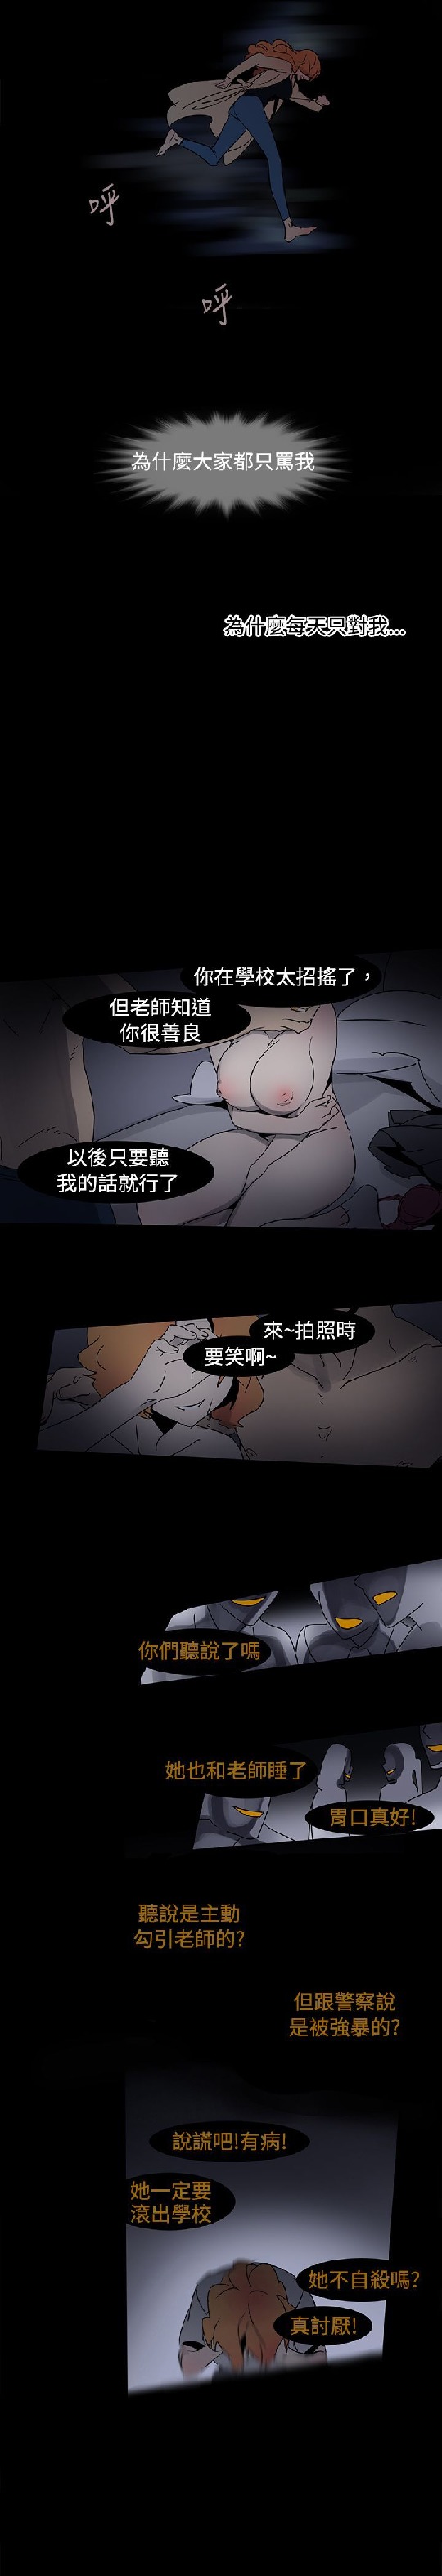 呼
呼
為什麼大家都只罵我
為什麼每天只對我...
你在學校太招搖了，
但老師知道
你很善良
以後只要聽
我的話就行了
來~拍照時
要笑啊~
你們聽說了嗎
她也和老師睡了
胃口真好!
聽說是主動
勾引老師的?
但跟警察說
是被強暴的?
說謊吧!有病!
她一定要
滾出學校
她不自殺嗎?
真討厭!